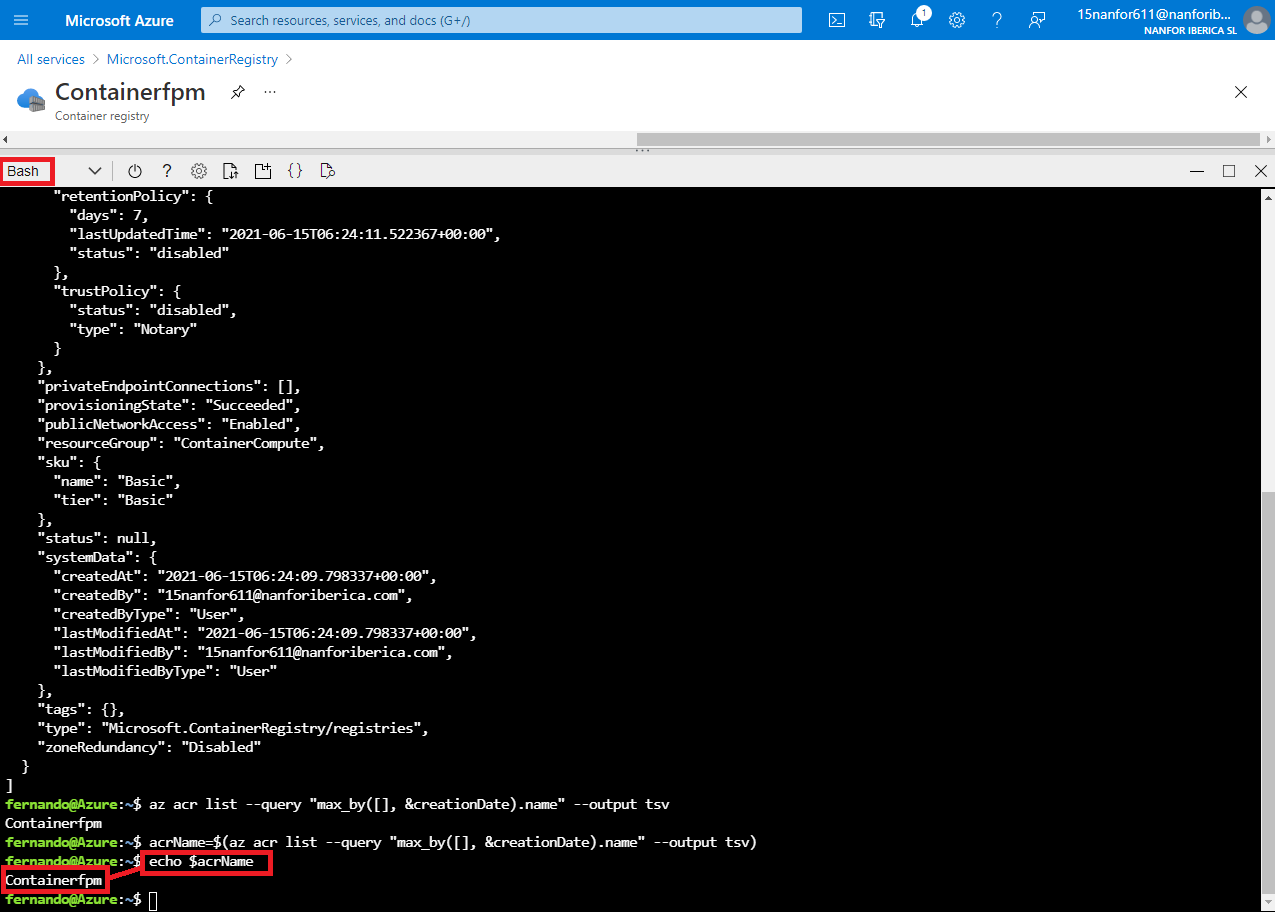 Microsoft Azure
Search resources, services, and docs (G+/)
1
15nanfor611@nanforib...
NANFOR IBERICA SL
All services > Microsoft.ContainerRegistry >
Containerfpm
...
Container registry
Bash
    "retentionPolicy": {
      "days": 7,
      "lastUpdatedTime": "2021-06-15T06:24:11.522367+00:00",
      "status": "disabled"
    },
    "trustPolicy": {
      "status": "disabled",
      "type": "Notary"
    }
  },
  "privateEndpointConnections": [],
  "provisioningState": "Succeeded",
  "publicNetworkAccess": "Enabled",
  "resourceGroup": "ContainerCompute",
  "sku": {
    "name": "Basic",
    "tier": "Basic"
  },
  "status": null,
  "systemData": {
    "createdAt": "2021-06-15T06:24:09.798337+00:00",
    "createdBy": "15nanfor611@nanforiberica.com",
    "createdByType": "User",
    "lastModifiedAt": "2021-06-15T06:24:09.798337+00:00",
    "lastModifiedBy": "15nanfor611@nanforiberica.com",
    "lastModifiedByType": "User"
  },
  "tags": {},
  "type": "Microsoft.ContainerRegistry/registries",
  "zoneRedundancy": "Disabled"
  }
]
fernando@Azure:~$ az acr list --query "max_by([], &creationDate).name" --output tsv
Containerfpm
fernando@Azure:~$ acrName=$(az acr list --query "max_by([], &creationDate).name" --output tsv)
fernando@Azure:~$ echo $acrName
Containerfpm
fernando@Azure:~$